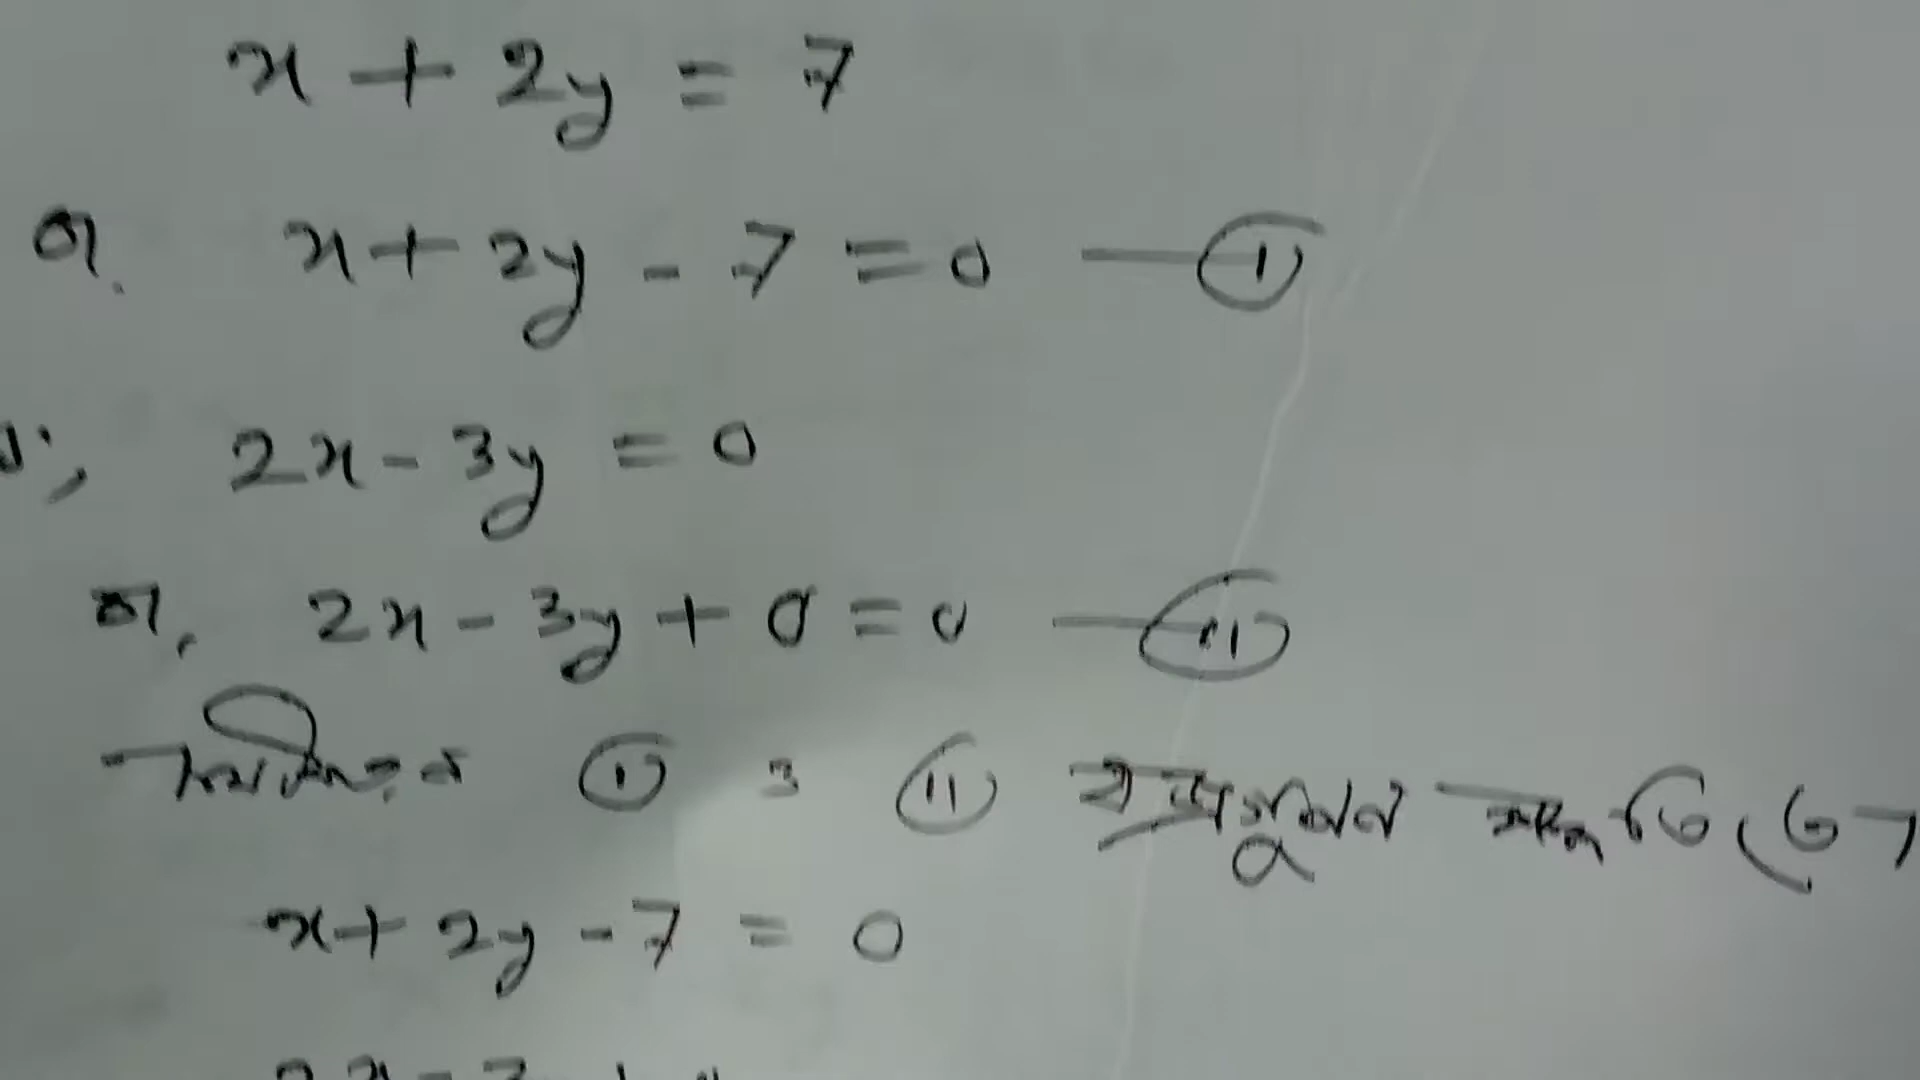 x + 2y = 7
বা. x + 2y - 7 = 0 — (i)
2x - 3y = 0
বা, 2x - 3y + 0 = 0 — (ii)
সমীকরণ (i) ও (ii)
x + 2y - 7 = 0